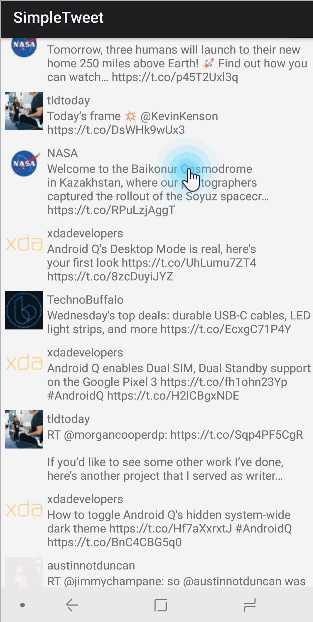 SimpleTweet
NASA
Tomorrow, three humans will launch to their new
home 250 miles above Earth! 🚀 Find out how you
can watch… https://t.co/p45T2Uxl3q
tldtoday
Today's frame 💥 @KevinKenson
https://t.co/DsWHk9wUx3
NASA
NASA
Welcome to the Baikonur Cosmodrome
in Kazakhstan, where our photographers
captured the rollout of the Soyuz spacecr…
https://t.co/RPuLzjAggT
xda
xdadevelopers
Android Q's Desktop Mode is real, here's
your first look https://t.co/UhLumu7ZT4
https://t.co/8zcDuyiJYZ
TechnoBuffalo
Wednesday's top deals: durable USB-C cables, LED
light strips, and more https://t.co/EcxgC71P4Y
xda
xdadevelopers
Android Q enables Dual SIM, Dual Standby support
on the Google Pixel 3 https://t.co/fh1ohn23Yp
#AndroidQ https://t.co/H2lCBgxNDE
tldtoday
RT @morgancooperdp: https://t.co/Sqp4PF5CgR
If you'd like to see some other work I've done,
here's another project that I served as writer…
xda
xdadevelopers
How to toggle Android Q's hidden system-wide
dark theme https://t.co/Hf7aXxrxtJ #AndroidQ
https://t.co/BnC4CBG5q0
austinnotduncan
RT @jimmychampane: so @austinnotduncan was